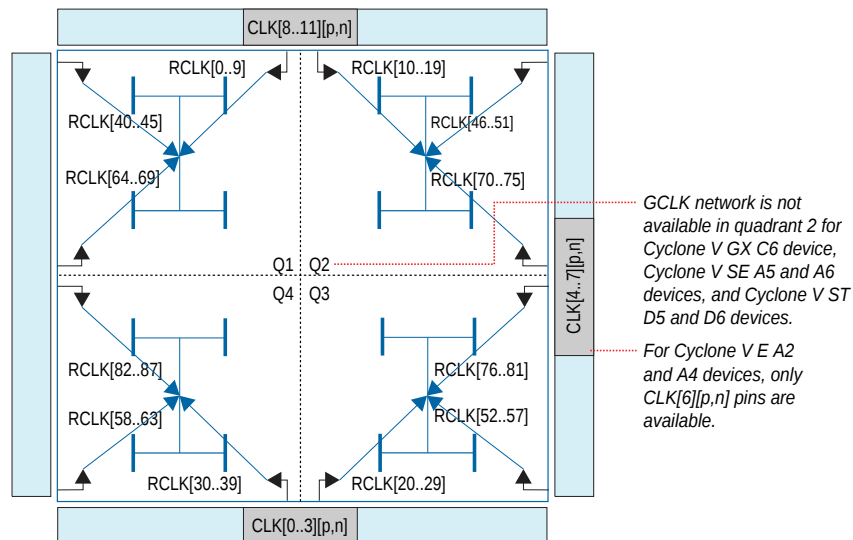 CLK[8..11][p,n]
RCLK[0..9]
RCLK[10..19]
RCLK[40..45]
RCLK[46..51]
RCLK[64..69]
RCLK[70..75]
Q1
Q2
Q4
Q3
CLK[4..7][p,n]
RCLK[82..87]
RCLK[76..81]
RCLK[58..63]
RCLK[52..57]
RCLK[30..39]
RCLK[20..29]
CLK[0..3][p,n]
GCLK network is not
available in quadrant 2 for
Cyclone V GX C6 device,
Cyclone V SE A5 and A6
devices, and Cyclone V ST
D5 and D6 devices.
For Cyclone V E A2
and A4 devices, only
CLK[6][p,n] pins are
available.